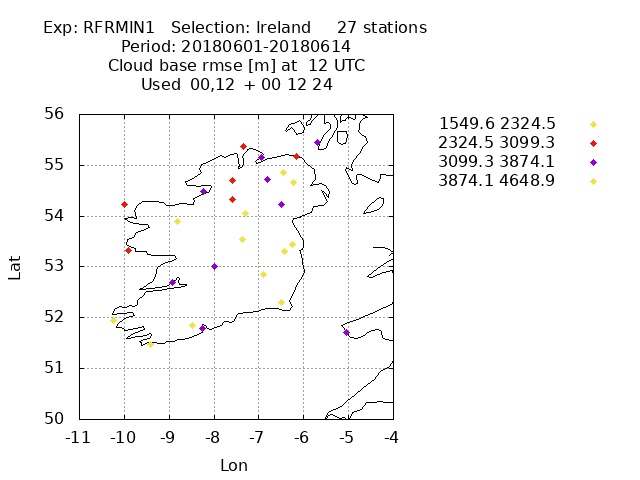 Exp: RFRMIN1 Selection: Ireland 27 stations
Period: 20180601-20180614
Cloud base rmse [m] at 12 UTC
Used 00,12 + 00 12 24
1549.6 2324.5
2324.5 3099.3
3099.3 3874.1
3874.1 4648.9
56
55
54
53
52
51
50
Lat
-11 -10 -9 -8 -7 -6 -5 -4
Lon